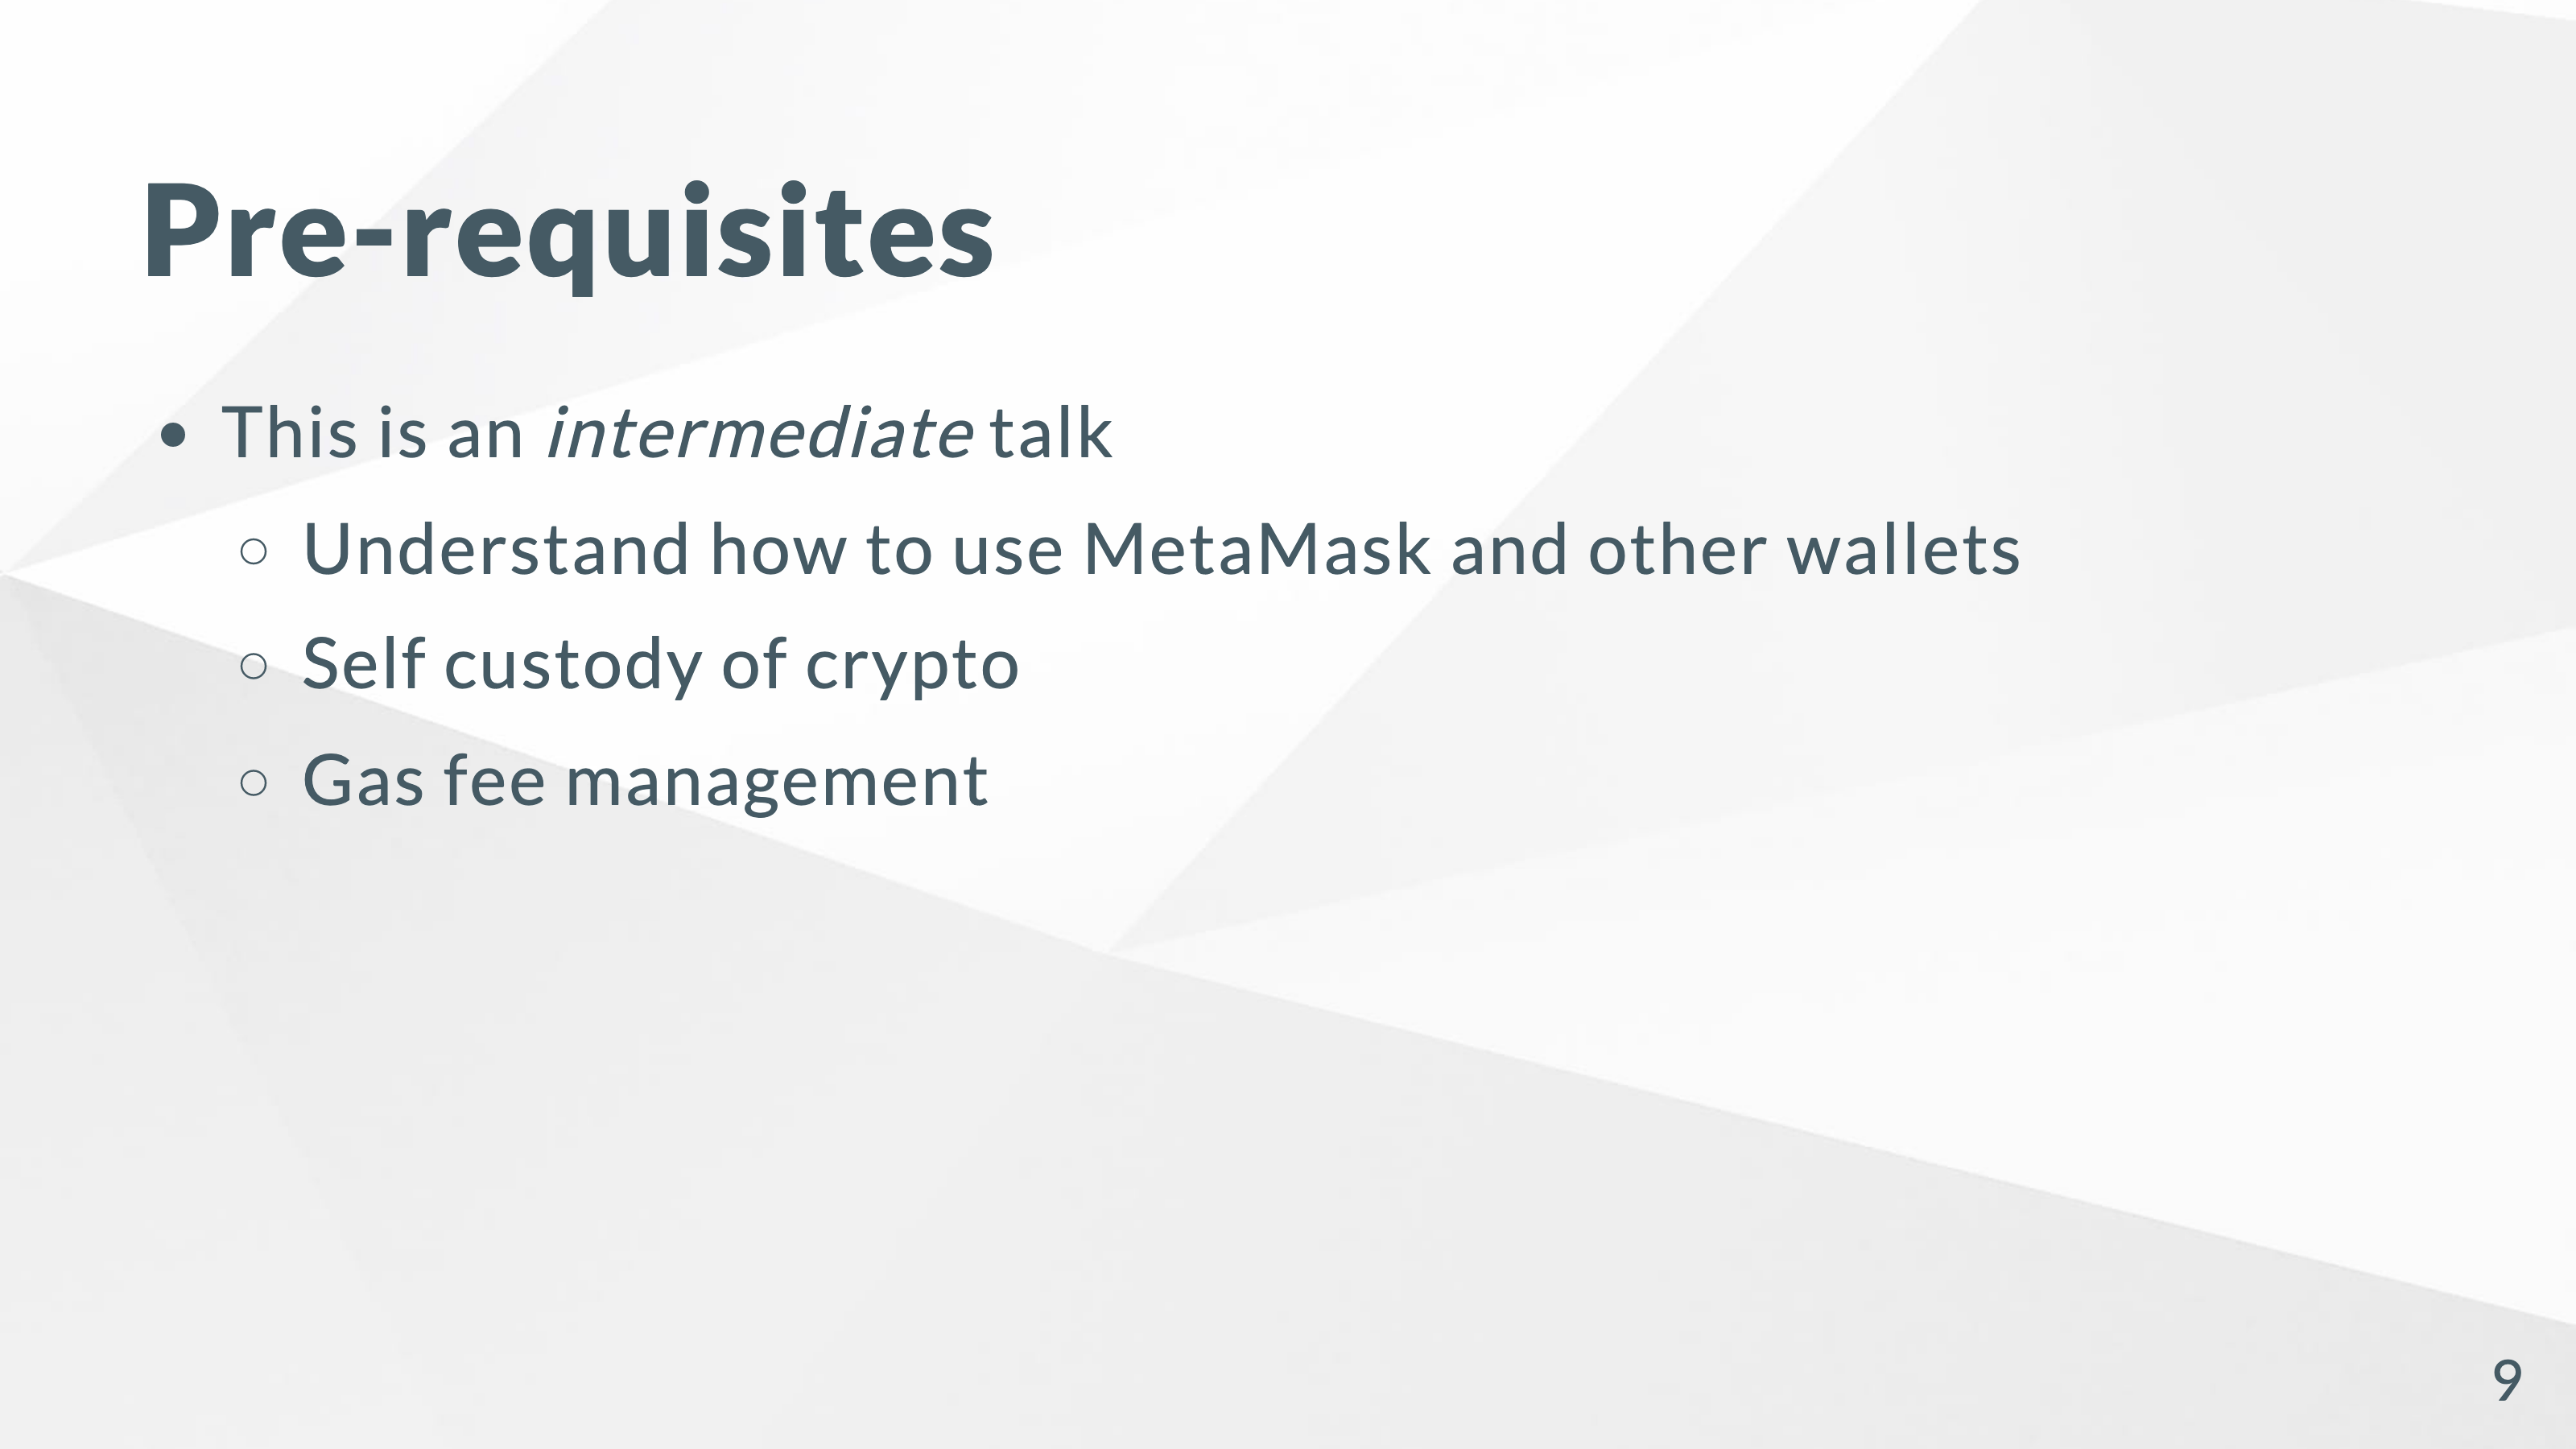 Pre-requisites
• This is an intermediate talk
○ Understand how to use MetaMask and other wallets
○ Self custody of crypto
○ Gas fee management
9